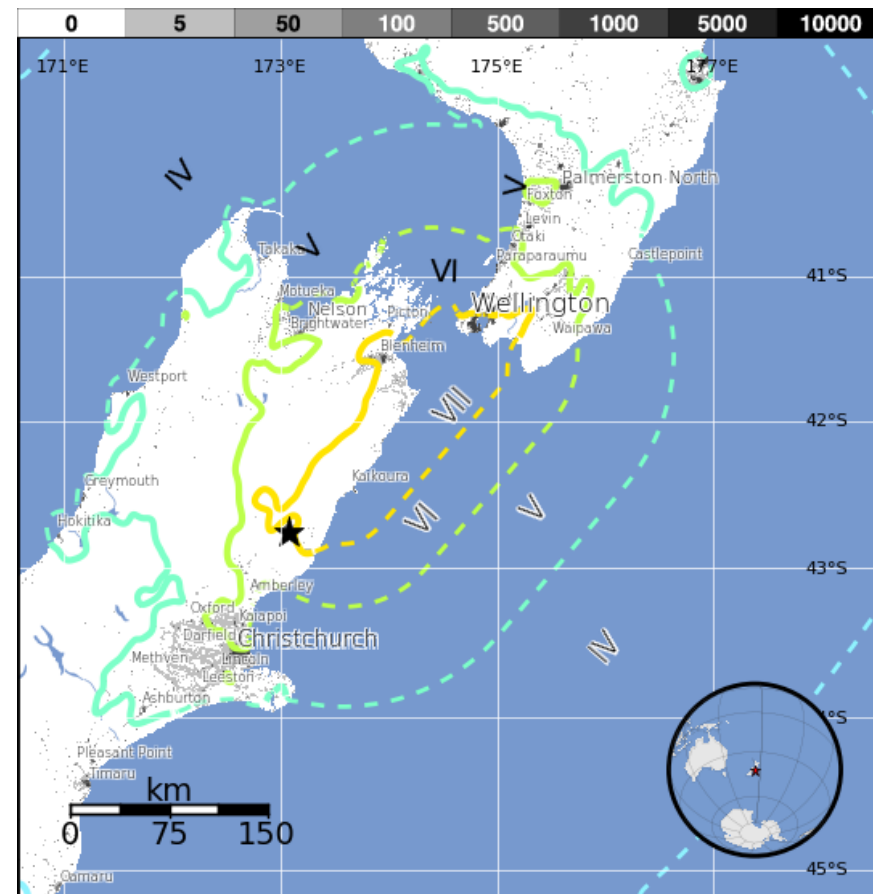 0 5 50 100 500 1000 5000 10000
171°E 173°E 175°E 177°E
IV
V
Palmerston North
Foxton
Levin
Otaki
V
Takaka
Paraparaumu
Castlepoint
VI
41°S
Motueka
Nelson
Picton
Wellington
Brightwater
Waipawa
Blenheim
Westport
VII
42°S
Greymouth
Kaikoura
Hokitika
VI
V
43°S
Amberley
Oxford
Kaiapoi
Darfield
Christchurch
IV
Methven
Lincoln
Leeston
Ashburton
4°S
Pleasant Point
Timaru
km
0 75 150
Oamaru
45°S